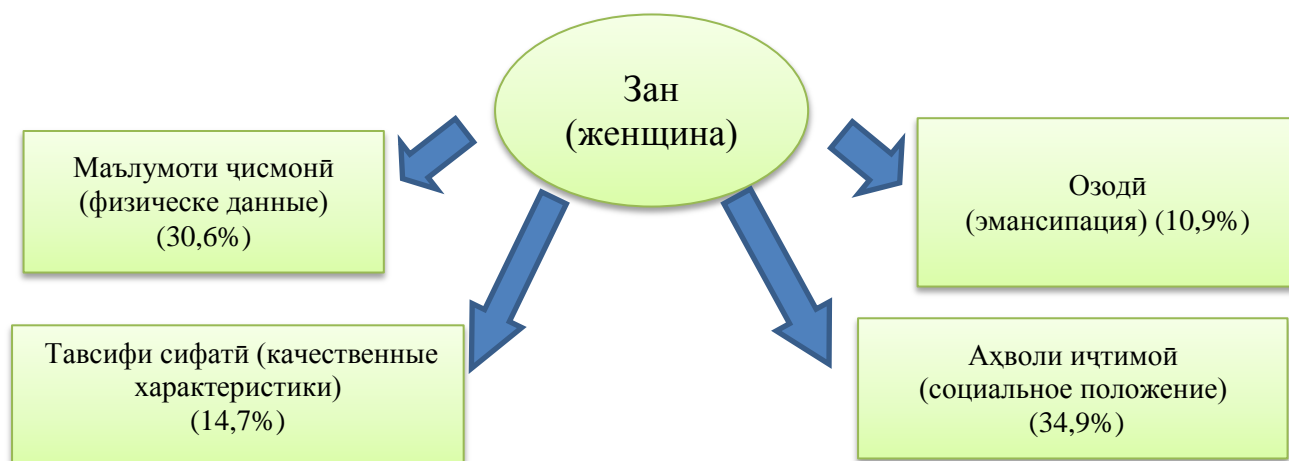 Зан
(женщина)
Маълумоти ҷисмонӣ
(физическе данные)
(30,6%)
Озодӣ
(эмансипация) (10,9%)
Тавсифи сифатӣ (качественные
характеристики)
(14,7%)
Аҳволи иҷтимоӣ
(социальное положение)
(34,9%)